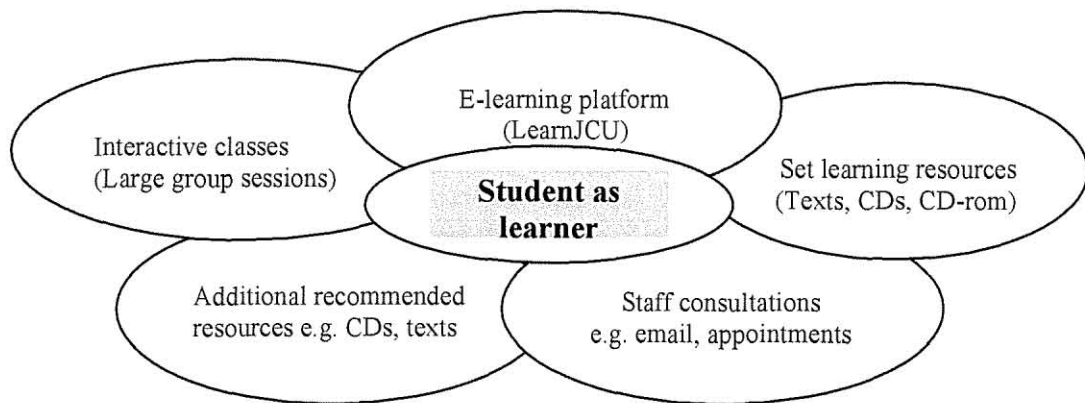 E-learning platform
(LearnJCU)
Interactive classes
(Large group sessions)
Set learning resources
(Texts, CDs, CD-rom)
Student as
learner
Additional recommended
resources e.g. CDs, texts
Staff consultations
e.g. email, appointments